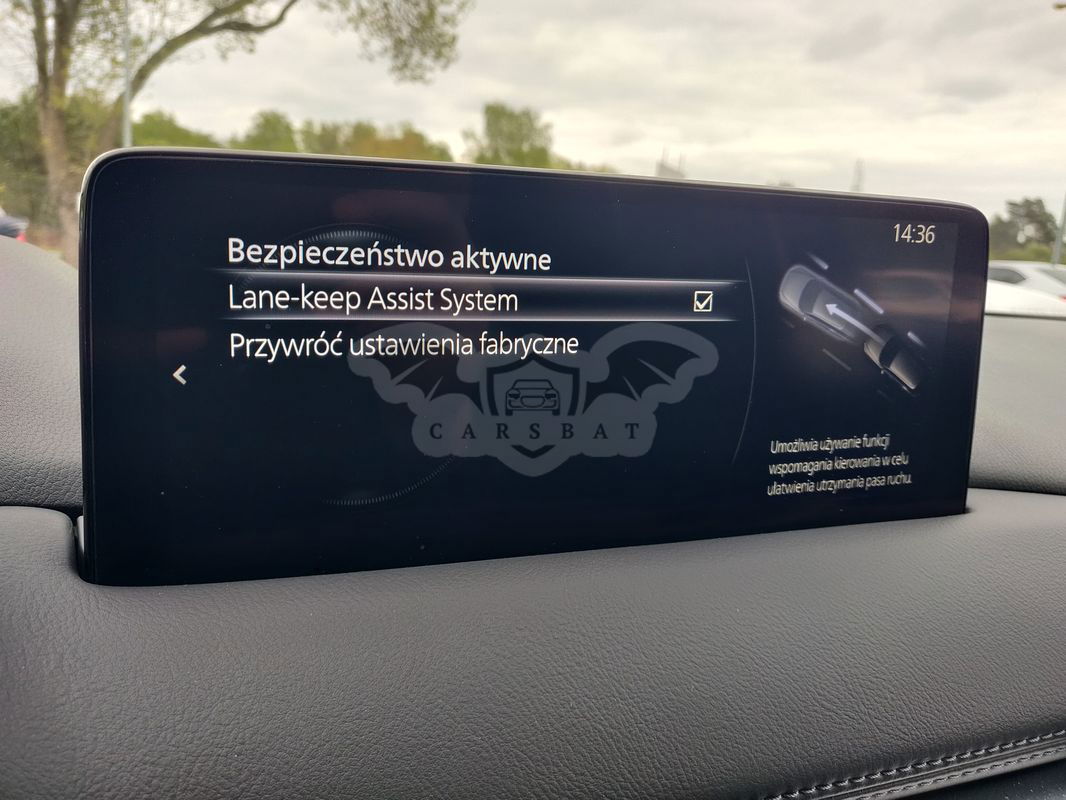 14:36
Bezpieczeństwo aktywne
Lane-keep Assist System
Przywróć ustawienia fabryczne
CARSBAT
Umożliwia używanie funkcji
wspomagania kierowania w celu
ułatwienia utrzymania pasa ruchu.